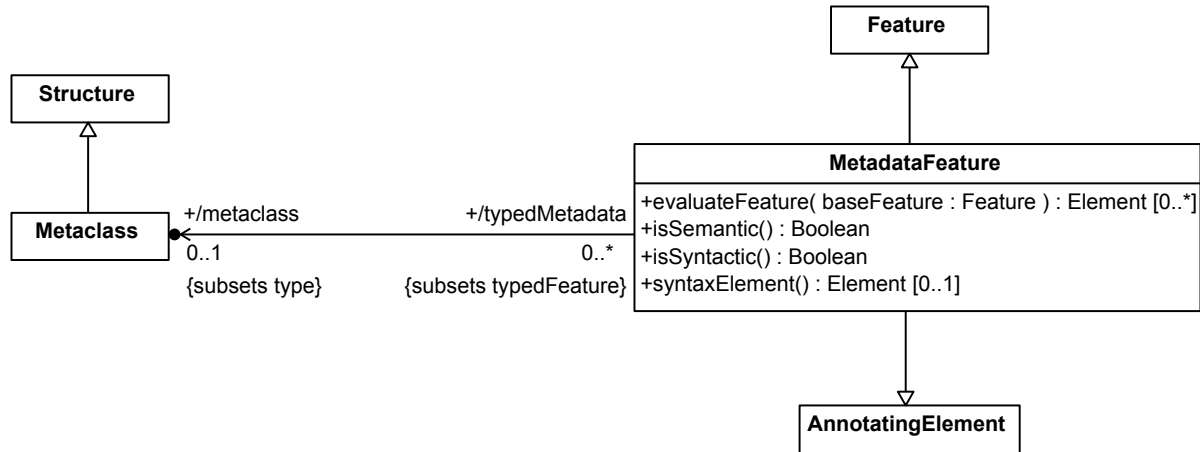 Feature
Structure
MetadataFeature
+evaluateFeature( baseFeature : Feature ) : Element [0..*]
+isSemantic() : Boolean
+isSyntactic() : Boolean
+syntaxElement() : Element [0..1]
+/metaclass
+/typedMetadata
Metaclass
0..1
0..*
{subsets type}
{subsets typedFeature}
AnnotatingElement